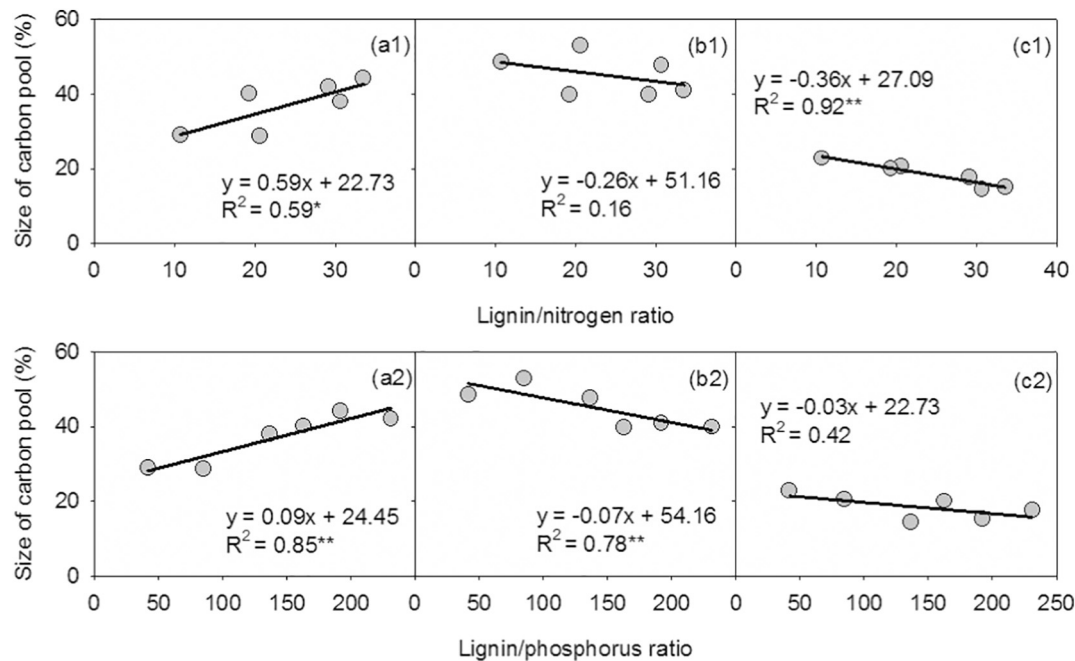 Size of carbon pool (%)
60
40
20
0
(a1)
y = 0.59x + 22.73
R² = 0.59*
(b1)
y = -0.26x + 51.16
R² = 0.16
(c1)
y = -0.36x + 27.09
R² = 0.92**
0 10 20 30 0 10 20 30 0 10 20 30 40
Lignin/nitrogen ratio
Size of carbon pool (%)
60
40
20
0
(a2)
y = 0.09x + 24.45
R² = 0.85**
(b2)
y = -0.07x + 54.16
R² = 0.78**
(c2)
y = -0.03x + 22.73
R² = 0.42
0 50 100 150 200 0 50 100 150 200 0 50 100 150 200 250
Lignin/phosphorus ratio